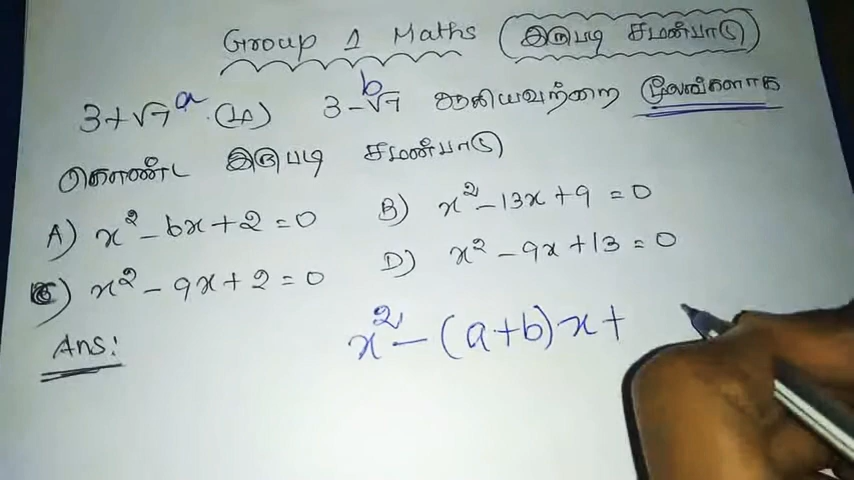 Group 1 Maths (இருபடி சமன்பாடு)
3+√7 a (ம) 3-√7 b ஆகியவற்றை மூலங்களாக
கொண்ட இருபடி சமன்பாடு
A) x² - 6x + 2 = 0 B) x² - 13x + 9 = 0
C) x² - 9x + 2 = 0 D) x² - 9x + 13 = 0
Ans: x² - (a+b)x +